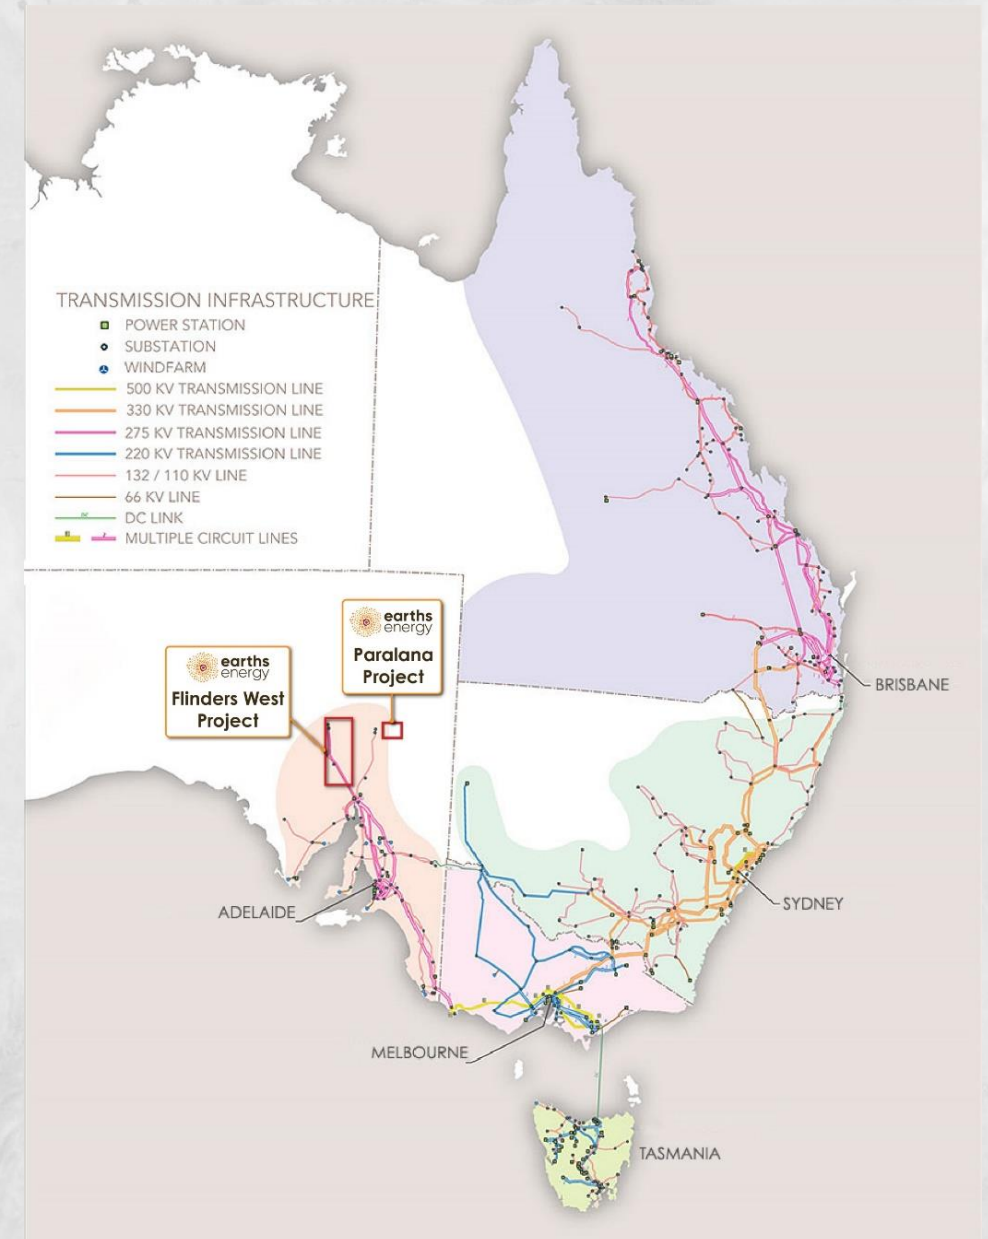 TRANSMISSION INFRASTRUCTURE
POWER STATION
SUBSTATION
WINDFARM
500 KV TRANSMISSION LINE
330 KV TRANSMISSION LINE
275 KV TRANSMISSION LINE
220 KV TRANSMISSION LINE
132 / 110 KV LINE
66 KV LINE
DC LINK
MULTIPLE CIRCUIT LINES
earths
energy
Paralana
Project
earths
energy
Flinders West
Project
BRISBANE
SYDNEY
ADELAIDE
MELBOURNE
TASMANIA